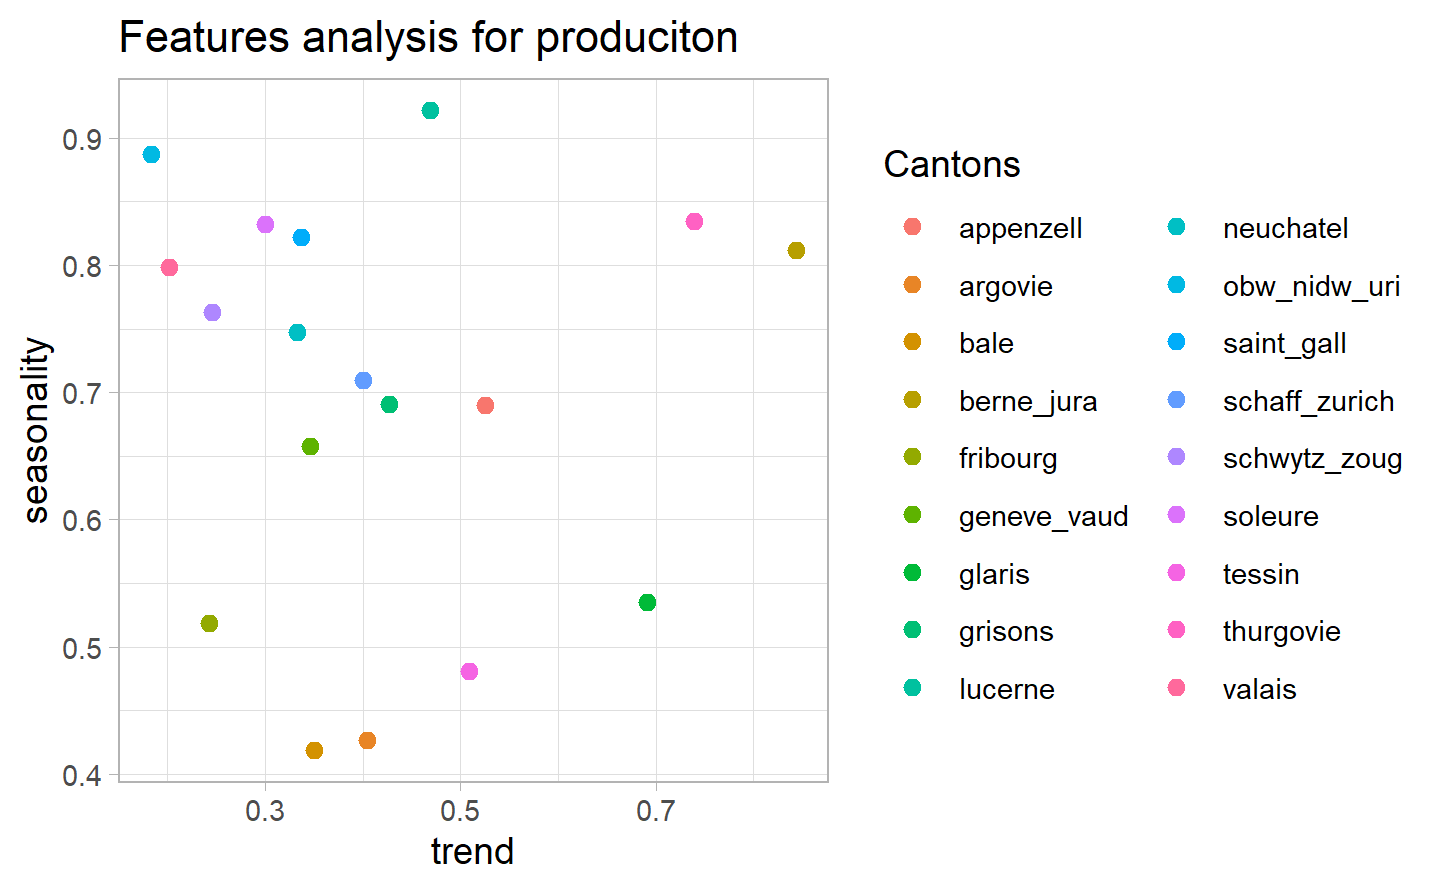 Features analysis for produciton
seasonality
0.9
0.8
0.7
0.6
0.5
0.4
0.3
0.5
0.7
trend
Cantons
appenzell
argovie
bale
berne_jura
fribourg
geneve_vaud
glaris
grisons
lucerne
neuchatel
obw_nidw_uri
saint_gall
schaff_zurich
schwytz_zoug
soleure
tessin
thurgovie
valais